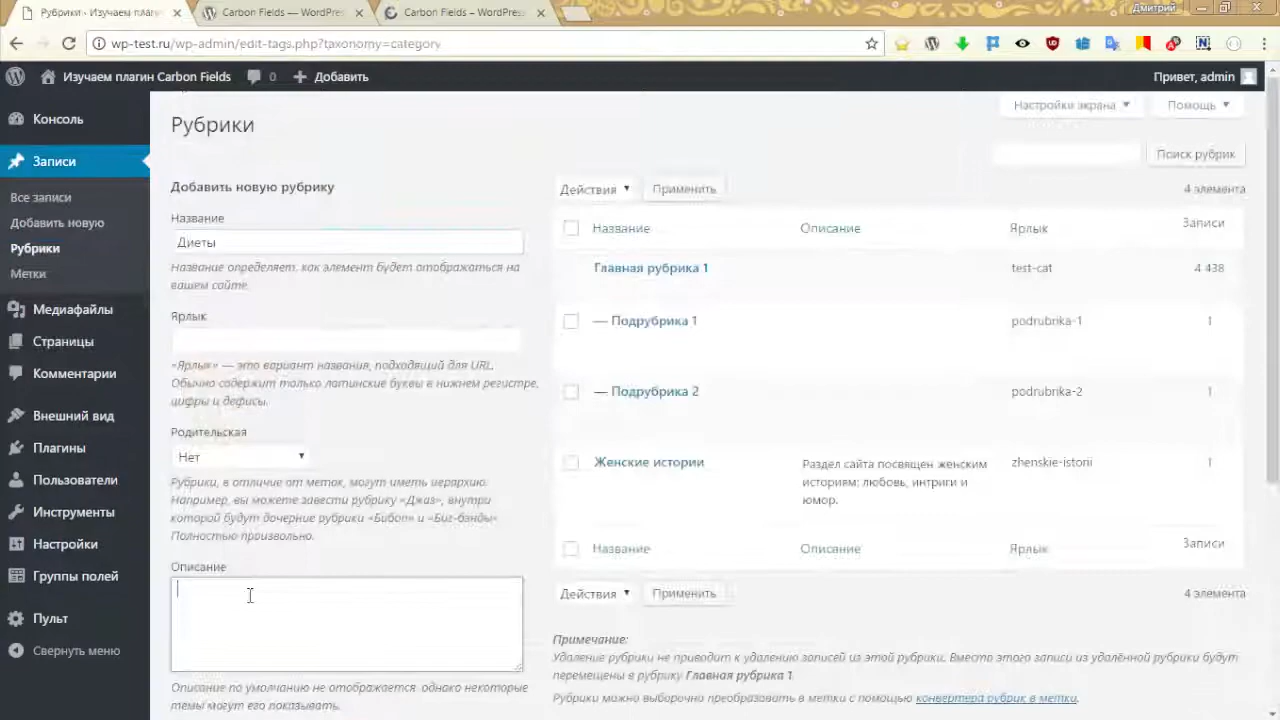 Рубрики - Изучаем плаг
Carbon Fields — WordPre
Carbon Fields – WordPre
Дмитрий
wp-test.ru/wp-admin/edit-tags.php?taxonomy=category
Изучаем плагин Carbon Fields
0
Добавить
Привет, admin
Консоль
Записи
Все записи
Добавить новую
Рубрики
Метки
Медиафайлы
Страницы
Комментарии
Внешний вид
Плагины
Пользователи
Инструменты
Настройки
Группы полей
Пульт
Свернуть меню
Настройки экрана
Помощь
Рубрики
Поиск рубрик
Добавить новую рубрику
Название
Диеты
Название определяет, как элемент будет отображаться на
вашем сайте.
Ярлык
«Ярлык» — это вариант названия, подходящий для URL.
Обычно содержит только латинские буквы в нижнем регистре,
цифры и дефисы.
Родительская
Нет
Рубрики, в отличие от меток, могут иметь иерархию.
Например, вы можете завести рубрику «Джаз», внутри
которой будут дочерние рубрики «Бибоп» и «Биг-бэнды».
Полностью произвольно.
Описание
Описание по умолчанию не отображается, однако некоторые
темы могут его показывать.
Действия
Применить
4 элемента
Название Описание Ярлык Записи
Главная рубрика 1 test-cat 4 438
— Подрубрика 1 podrubrika-1 1
— Подрубрика 2 podrubrika-2 1
Женские истории Раздел сайта посвящен женским zhenskie-istorii 1
историям: любовь, интриги и
юмор.
Название Описание Ярлык Записи
Действия
Применить
4 элемента
Примечание:
Удаление рубрики не приводит к удалению записей из этой рубрики. Вместо этого записи из удалённой рубрики будут
перемещены в рубрику Главная рубрика 1.
Рубрики можно выборочно преобразовать в метки с помощью конвертера рубрик в метки.